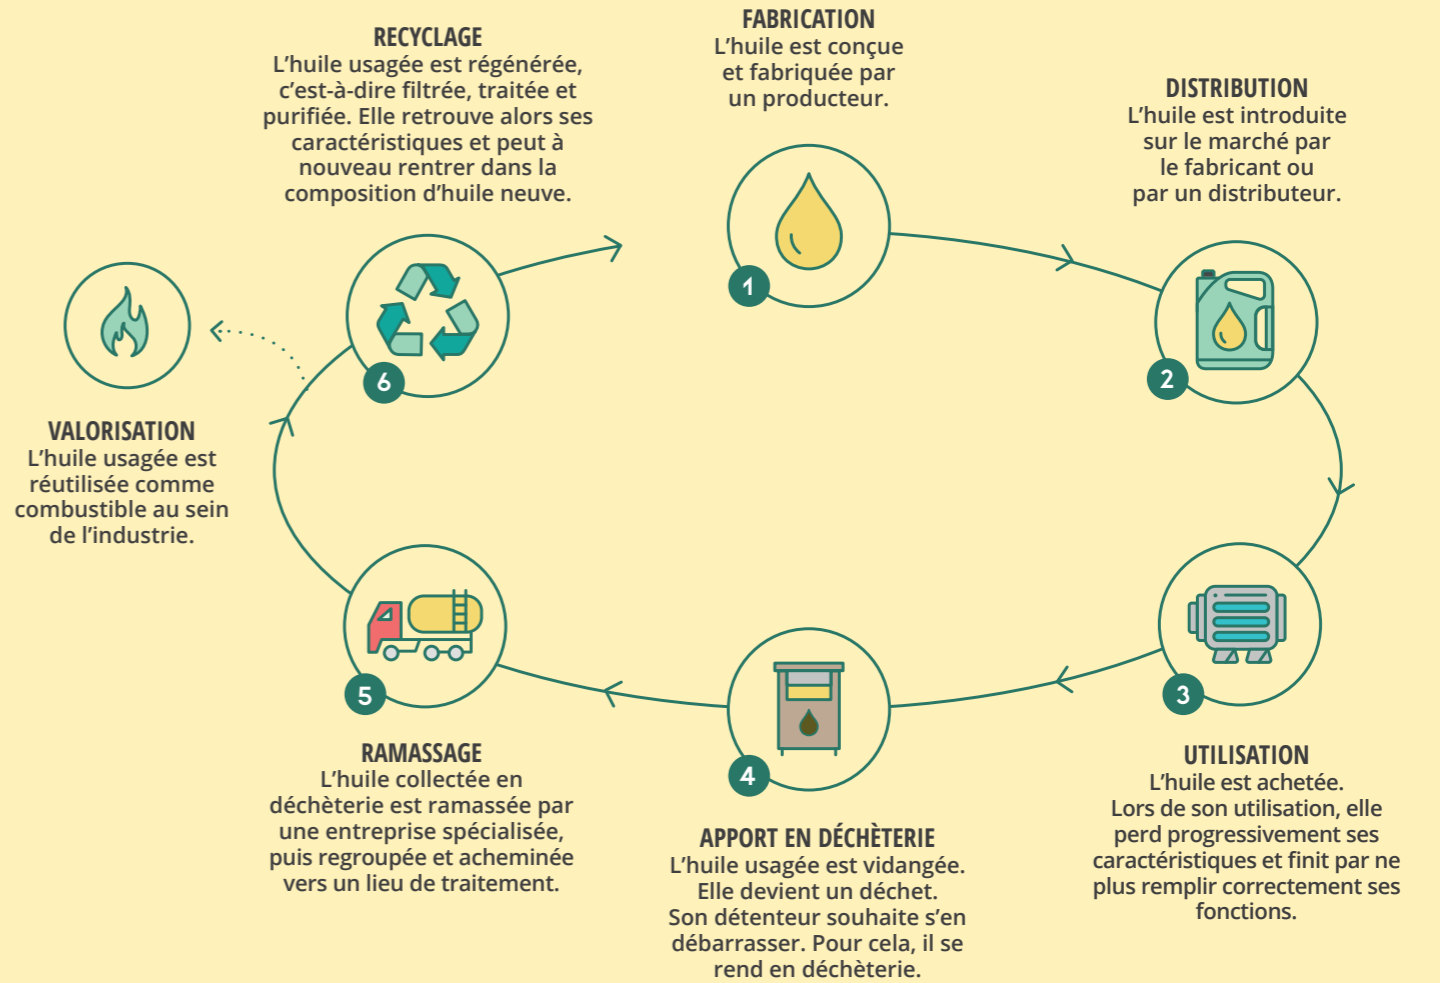 FABRICATION
L’huile est conçue
et fabriquée par
un producteur.
1
DISTRIBUTION
L’huile est introduite
sur le marché par
le fabricant ou
par un distributeur.
2
UTILISATION
L’huile est achetée.
Lors de son utilisation, elle
perd progressivement ses
caractéristiques et finit par ne
plus remplir correctement ses
fonctions.
3
APPORT EN DÉCHÈTERIE
L’huile usagée est vidangée.
Elle devient un déchet.
Son détenteur souhaite s’en
débarrasser. Pour cela, il se
rend en déchèterie.
4
RAMASSAGE
L’huile collectée en
déchèterie est ramassée par
une entreprise spécialisée,
puis regroupée et acheminée
vers un lieu de traitement.
5
RECYCLAGE
L’huile usagée est régénérée,
c’est-à-dire filtrée, traitée et
purifiée. Elle retrouve alors ses
caractéristiques et peut à
nouveau rentrer dans la
composition d’huile neuve.
6
VALORISATION
L’huile usagée est
réutilisée comme
combustible au sein
de l’industrie.